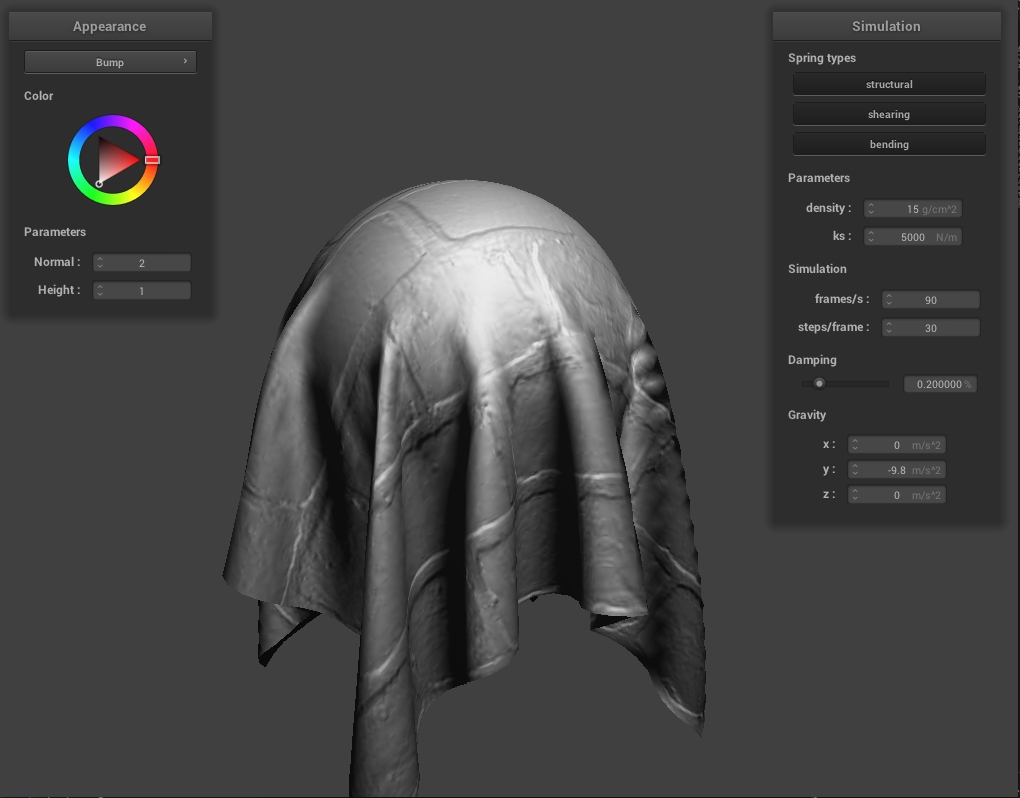 Appearance
Bump ›
Color
Parameters
Normal : 2
Height : 1
Simulation
Spring types
structural
shearing
bending
Parameters
density : 15 g/cm^2
ks : 5000 N/m
Simulation
frames/s : 90
steps/frame : 30
Damping
0.200000 %
Gravity
x : 0 m/s^2
y : -9.8 m/s^2
z : 0 m/s^2